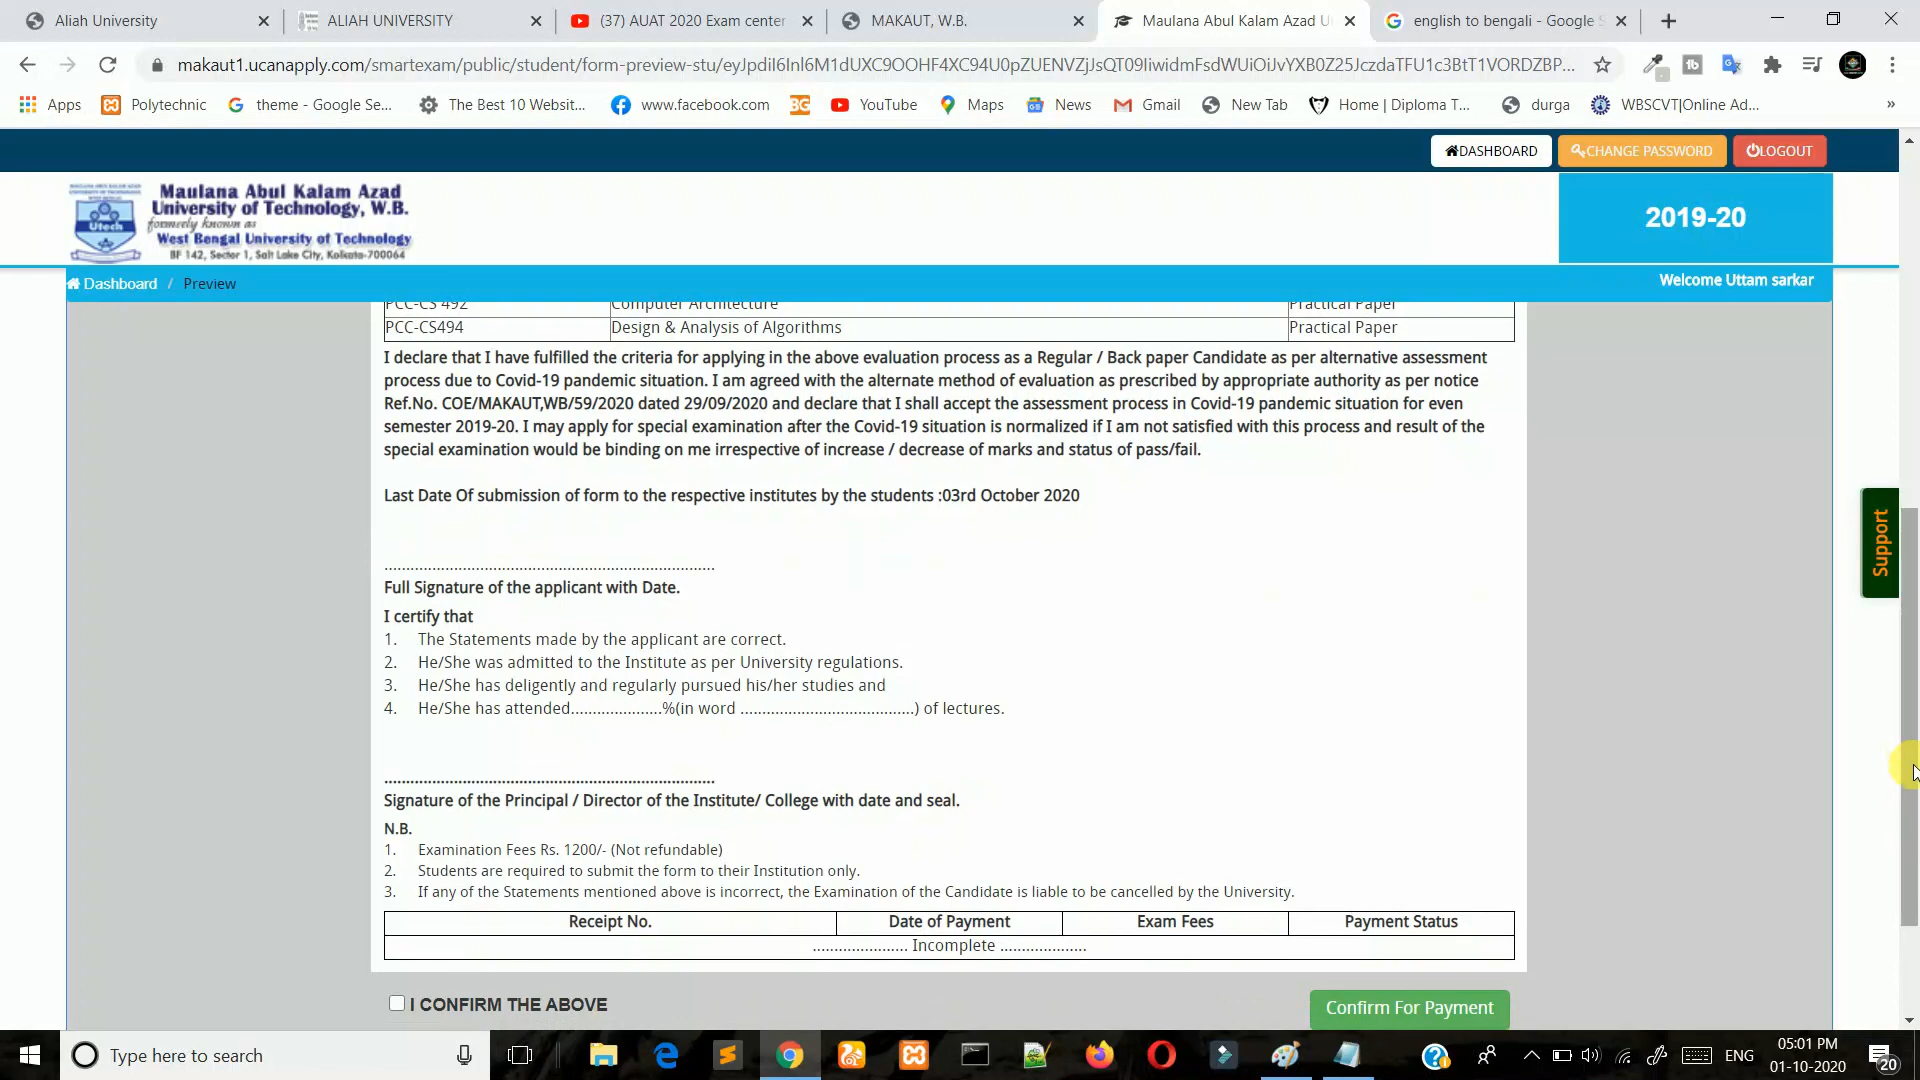 Aliah University
ALIAH UNIVERSITY
(37) AUAT 2020 Exam center
MAKAUT, W.B.
Maulana Abul Kalam Azad U
english to bengali - Google S
makaut1.ucanapply.com/smartexam/public/student/form-preview-stu/
Apps
Polytechnic
theme - Google Se...
The Best 10 Websit...
www.facebook.com
BG
YouTube
Maps
News
Gmail
New Tab
Home | Diploma T...
durga
WBSCVT|Online Ad...
»
DASHBOARD
CHANGE PASSWORD
LOGOUT
Maulana Abul Kalam Azad
University of Technology, W.B.
formerly known as
West Bengal University of Technology
BF 142, Sector 1, Salt Lake City, Kolkata-700064
Utech
2019-20
Dashboard / Preview
Welcome Uttam sarkar
PCC-CS 492 Computer Architecture Practical Paper
PCC-CS494 Design & Analysis of Algorithms Practical Paper
I declare that I have fulfilled the criteria for applying in the above evaluation process as a Regular / Back paper Candidate as per alternative assessment
process due to Covid-19 pandemic situation. I am agreed with the alternate method of evaluation as prescribed by appropriate authority as per notice
Ref.No. COE/MAKAUT,WB/59/2020 dated 29/09/2020 and declare that I shall accept the assessment process in Covid-19 pandemic situation for even
semester 2019-20. I may apply for special examination after the Covid-19 situation is normalized if I am not satisfied with this process and result of the
special examination would be binding on me irrespective of increase / decrease of marks and status of pass/fail.
Last Date Of submission of form to the respective institutes by the students :03rd October 2020
............................................................................
Full Signature of the applicant with Date.
I certify that
1. The Statements made by the applicant are correct.
2. He/She was admitted to the Institute as per University regulations.
3. He/She has deligently and regularly pursued his/her studies and
4. He/She has attended.....................%(in word ........................................) of lectures.
............................................................................
Signature of the Principal / Director of the Institute/ College with date and seal.
N.B.
1. Examination Fees Rs. 1200/- (Not refundable)
2. Students are required to submit the form to their Institution only.
3. If any of the Statements mentioned above is incorrect, the Examination of the Candidate is liable to be cancelled by the University.
Receipt No. Date of Payment Exam Fees Payment Status
...................... Incomplete ....................
I CONFIRM THE ABOVE
Confirm For Payment
Support
Type here to search
ENG
05:01 PM
01-10-2020
20